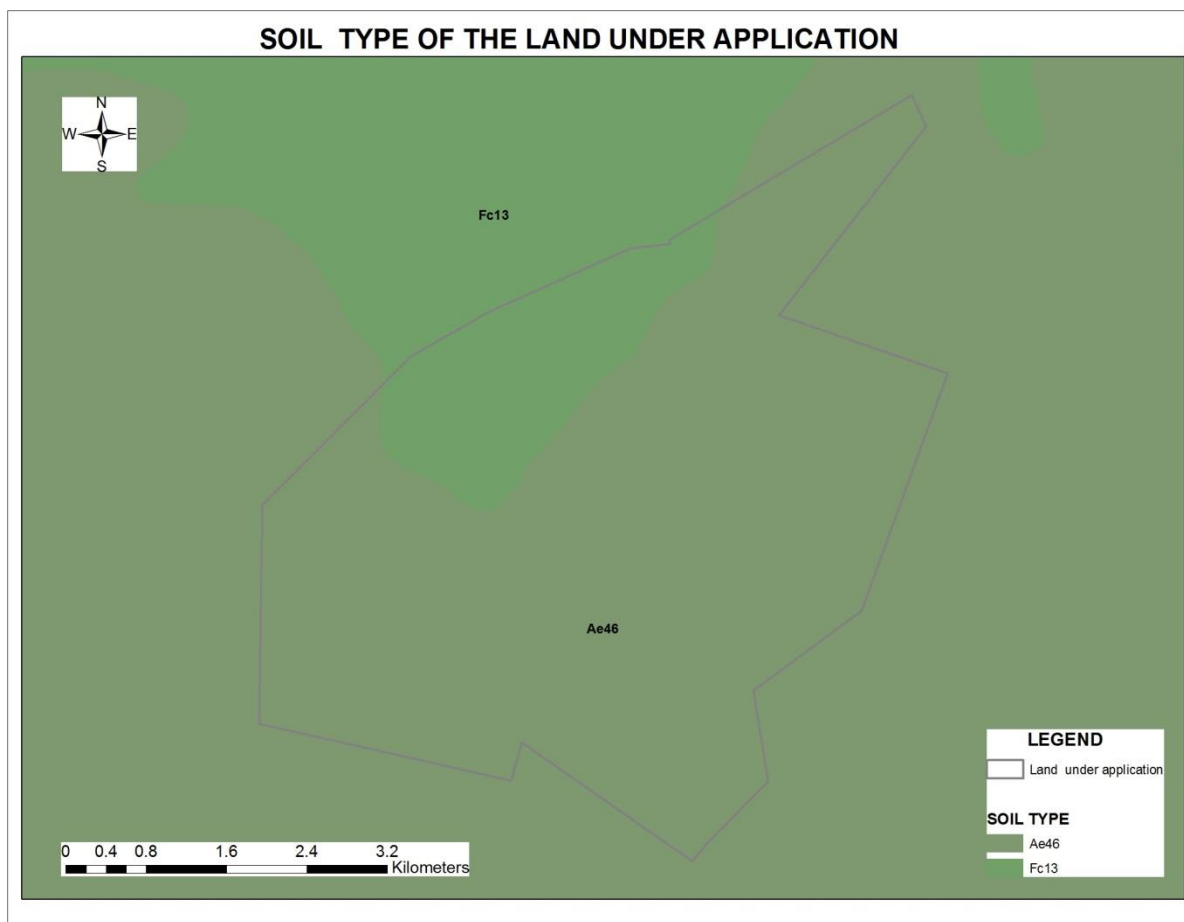 SOIL TYPE OF THE LAND UNDER APPLICATION
N
W E
S
Fc13
Ae46
LEGEND
Land under application
SOIL TYPE
Ae46
Fc13
0 0.4 0.8 1.6 2.4 3.2
Kilometers